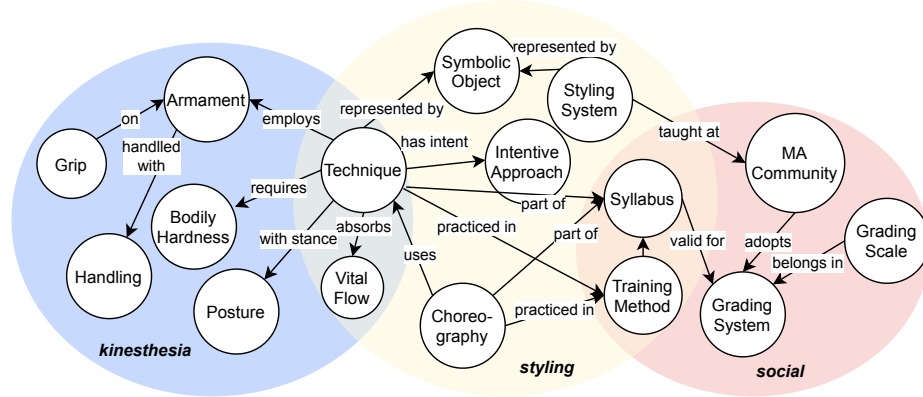 Symbolic
Object
represented by
Styling
System
Armament
on
employs
represented by
taught at
handlled
with
has intent
Grip
Technique
Intentive
Approach
MA
Community
requires
Bodily
Hardness
part of
Syllabus
Grading
Scale
with stance
absorbs
practiced in
part of
valid for
adopts
uses
belongs in
Handling
Posture
Vital
Flow
Choreo-
graphy
practiced in
Training
Method
Grading
System
kinesthesia
styling
social